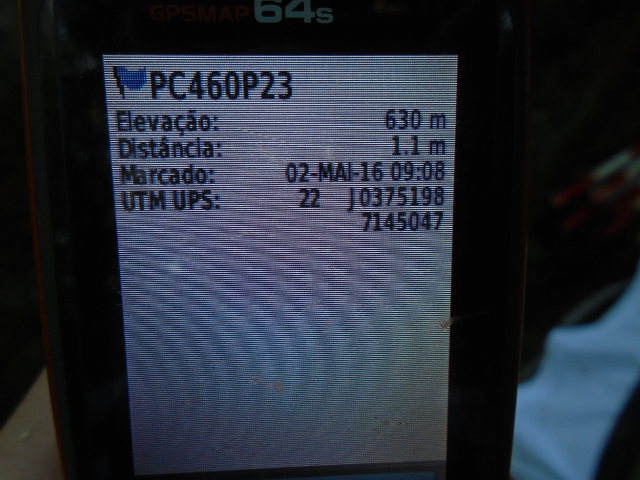 GPSMAP 64s
PC460P23
Elevação: 630 m
Distância: 1.1 m
Marcado: 02-MAI-16 09:08
UTM UPS: 22 J 0375198
7145047